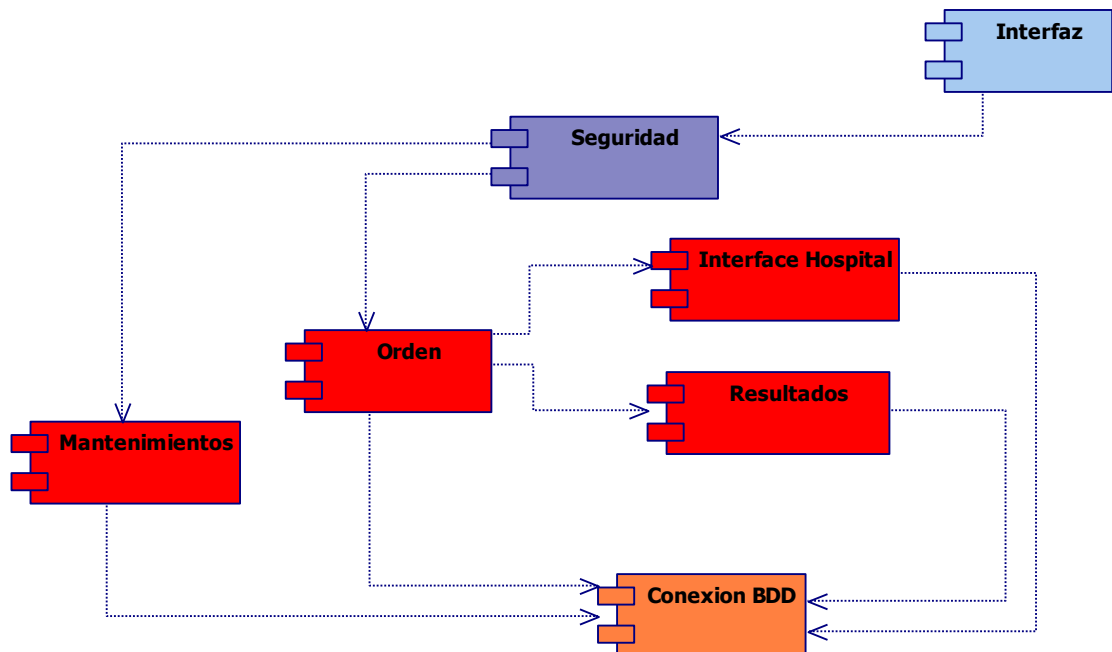 Interfaz
Seguridad
Interface Hospital
Orden
Resultados
Mantenimientos
Conexion BDD